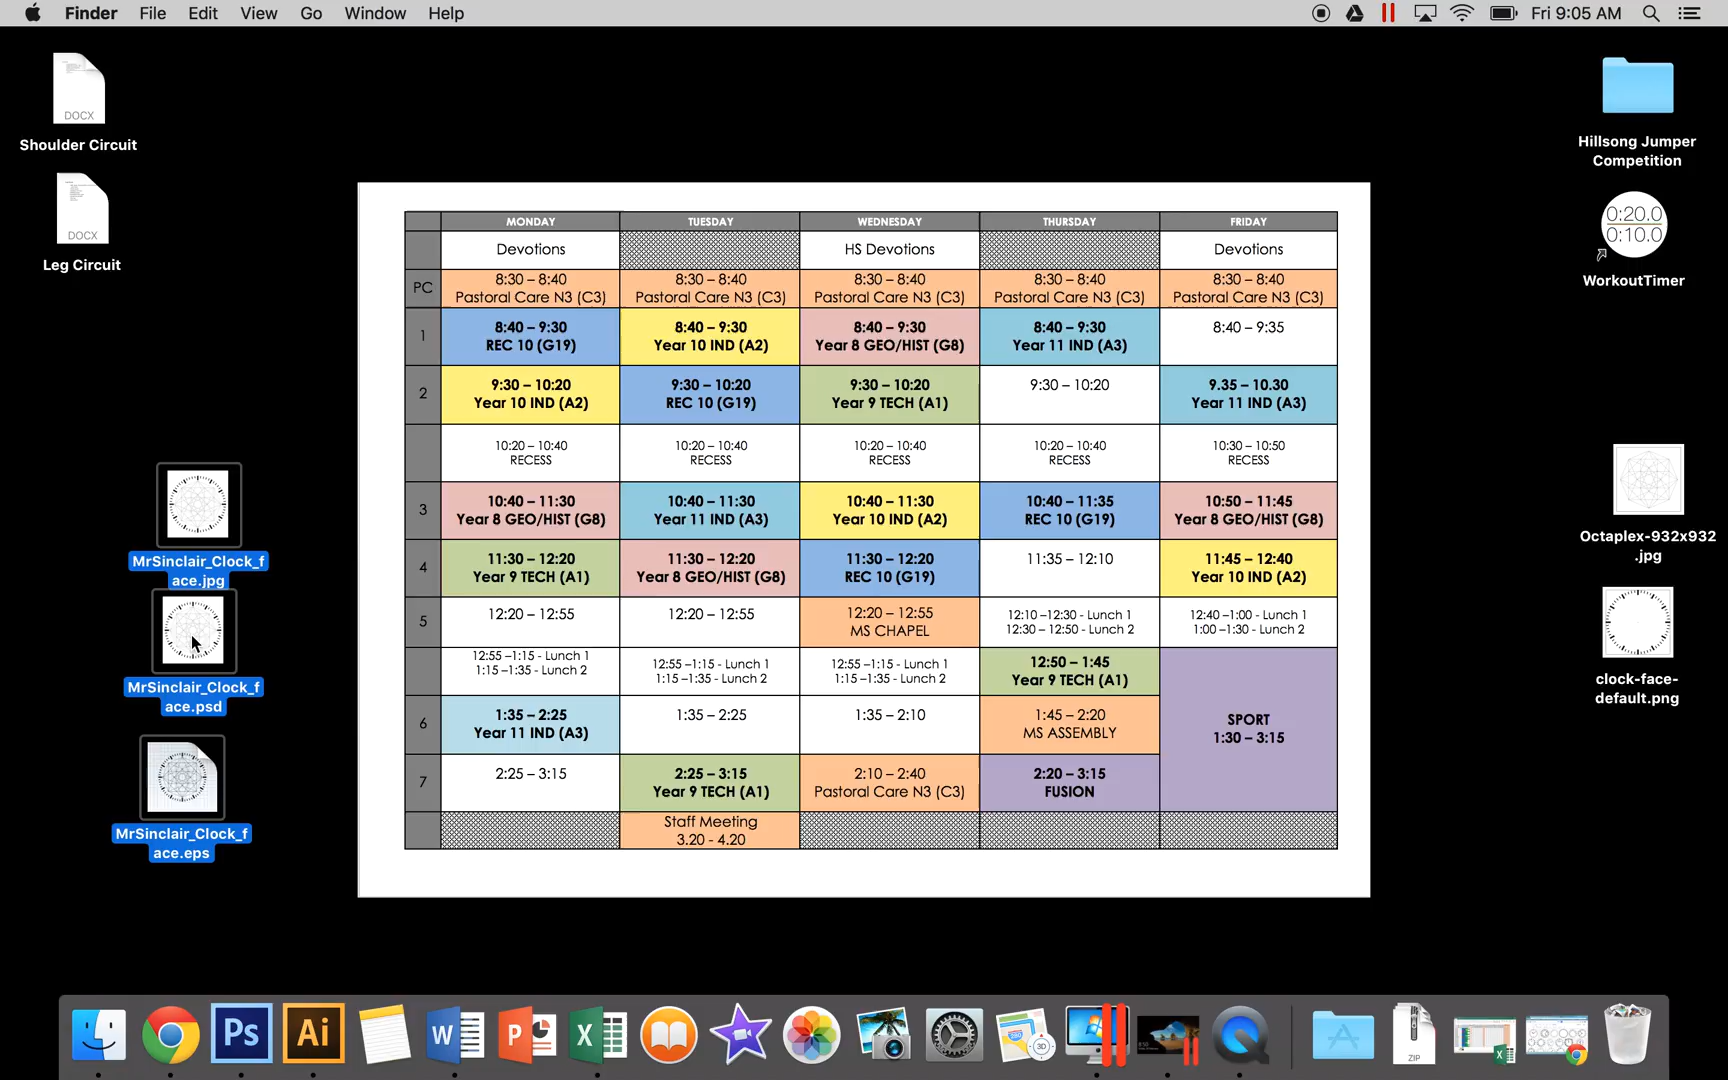 Finder File Edit View Go Window Help
Fri 9:05 AM
DOCX
Shoulder Circuit
DOCX
Leg Circuit
MrSinclair_Clock_f
ace.jpg
MrSinclair_Clock_f
ace.psd
MrSinclair_Clock_f
ace.eps
MONDAY TUESDAY WEDNESDAY THURSDAY FRIDAY
Devotions HS Devotions Devotions
PC
8:30 – 8:40 8:30 – 8:40 8:30 – 8:40 8:30 – 8:40 8:30 – 8:40
Pastoral Care N3 (C3) Pastoral Care N3 (C3) Pastoral Care N3 (C3) Pastoral Care N3 (C3) Pastoral Care N3 (C3)
1
8:40 – 9:30 8:40 – 9:30 8:40 – 9:30 8:40 – 9:30 8:40 – 9:35
REC 10 (G19) Year 10 IND (A2) Year 8 GEO/HIST (G8) Year 11 IND (A3)
2
9:30 – 10:20 9:30 – 10:20 9:30 – 10:20 9:30 – 10:20 9.35 – 10.30
Year 10 IND (A2) REC 10 (G19) Year 9 TECH (A1) Year 11 IND (A3)
10:20 – 10:40 10:20 – 10:40 10:20 – 10:40 10:20 – 10:40 10:30 – 10:50
RECESS RECESS RECESS RECESS RECESS
3
10:40 – 11:30 10:40 – 11:30 10:40 – 11:30 10:40 – 11:35 10:50 – 11:45
Year 8 GEO/HIST (G8) Year 11 IND (A3) Year 10 IND (A2) REC 10 (G19) Year 8 GEO/HIST (G8)
4
11:30 – 12:20 11:30 – 12:20 11:30 – 12:20 11:35 – 12:10 11:45 – 12:40
Year 9 TECH (A1) Year 8 GEO/HIST (G8) REC 10 (G19) Year 10 IND (A2)
5
12:20 – 12:55 12:20 – 12:55 12:20 – 12:55 12:10 –12:30 - Lunch 1 12:40 –1:00 - Lunch 1
MS CHAPEL 12:30 – 12:50 - Lunch 2 1:00 –1:30 - Lunch 2
12:55 –1:15 - Lunch 1 12:55 –1:15 - Lunch 1 12:55 –1:15 - Lunch 1 12:50 – 1:45
1:15 –1:35 - Lunch 2 1:15 –1:35 - Lunch 2 1:15 –1:35 - Lunch 2 Year 9 TECH (A1)
6
1:35 – 2:25 1:35 – 2:25 1:35 – 2:10 1:45 – 2:20 SPORT
Year 11 IND (A3) MS ASSEMBLY 1:30 – 3:15
7
2:25 – 3:15 2:25 – 3:15 2:10 – 2:40 2:20 – 3:15
Year 9 TECH (A1) Pastoral Care N3 (C3) FUSION
Staff Meeting
3.20 - 4.20
Hillsong Jumper
Competition
0:20.0
0:10.0
WorkoutTimer
Octaplex-932x932
.jpg
clock-face-
default.png
Ps Ai W P X 3D ZIP